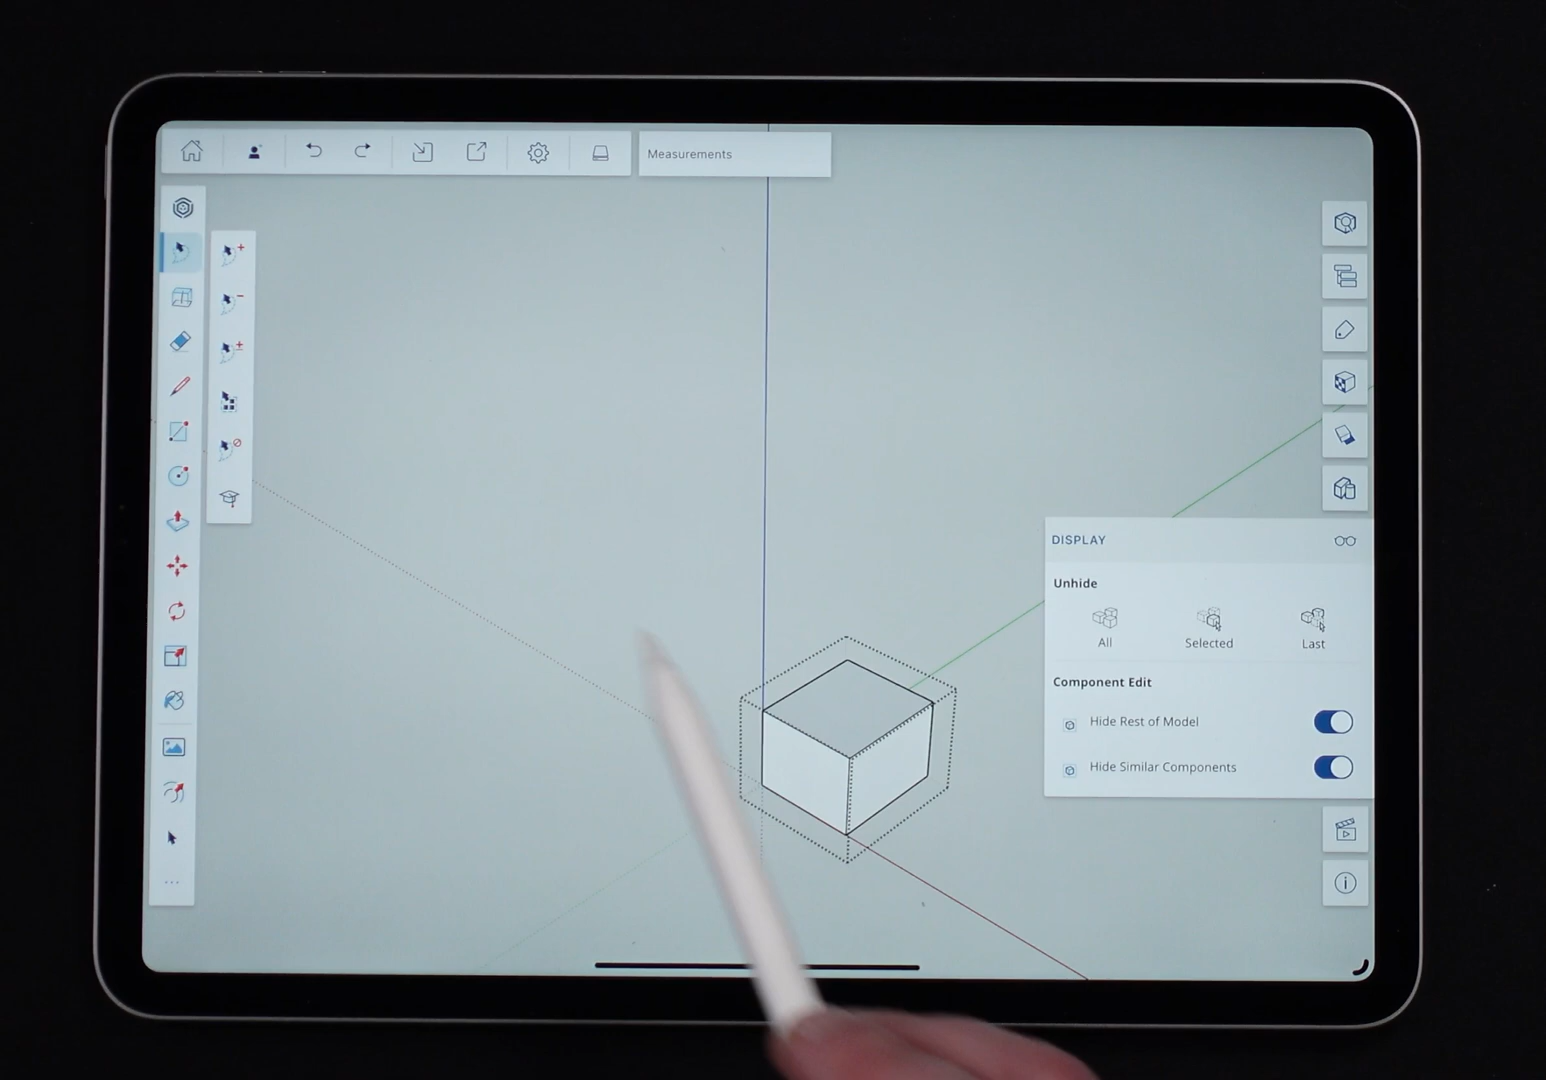 Measurements
DISPLAY
Unhide
All
Selected
Last
Component Edit
Hide Rest of Model
Hide Similar Components